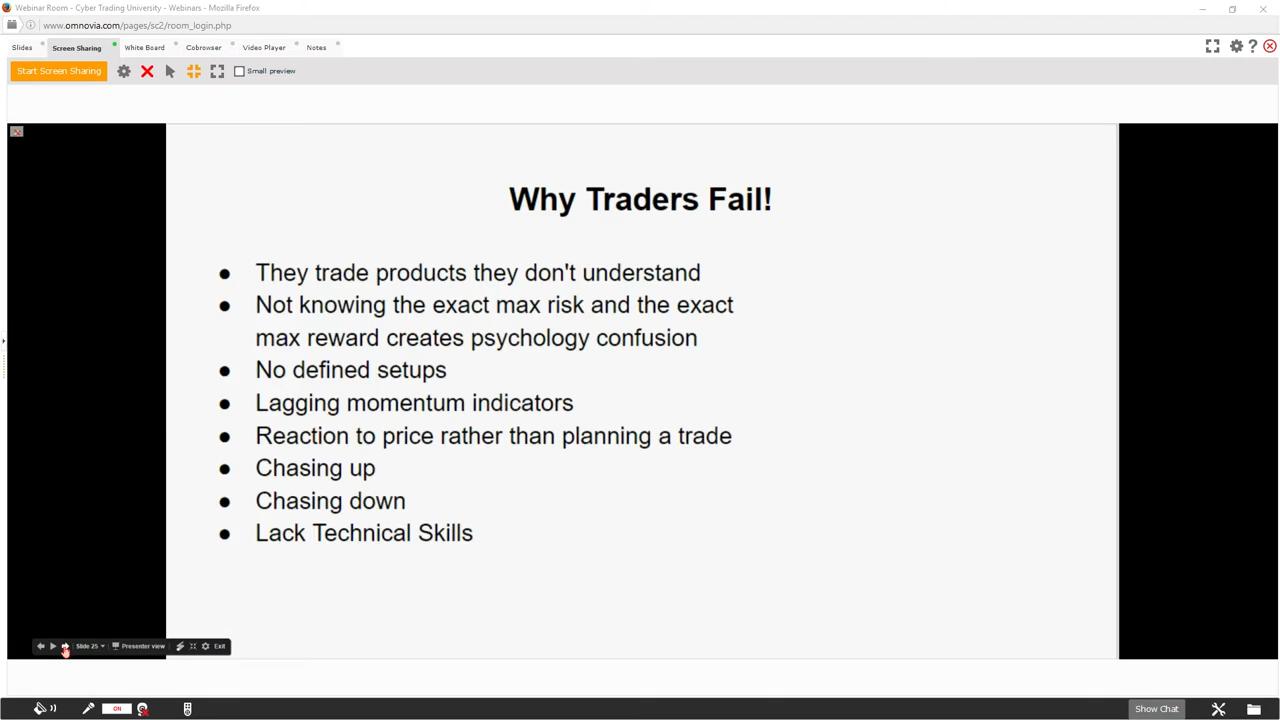 Webinar Room - Cyber Trading University - Webinars - Mozilla Firefox
www.omnovia.com/pages/sc2/room_login.php
Slides Screen Sharing White Board Cobrowser Video Player Notes
Start Screen Sharing Small preview
Why Traders Fail!
● They trade products they don't understand
● Not knowing the exact max risk and the exact
max reward creates psychology confusion
● No defined setups
● Lagging momentum indicators
● Reaction to price rather than planning a trade
● Chasing up
● Chasing down
● Lack Technical Skills
Slide 25 Presenter view Exit
ON Show Chat